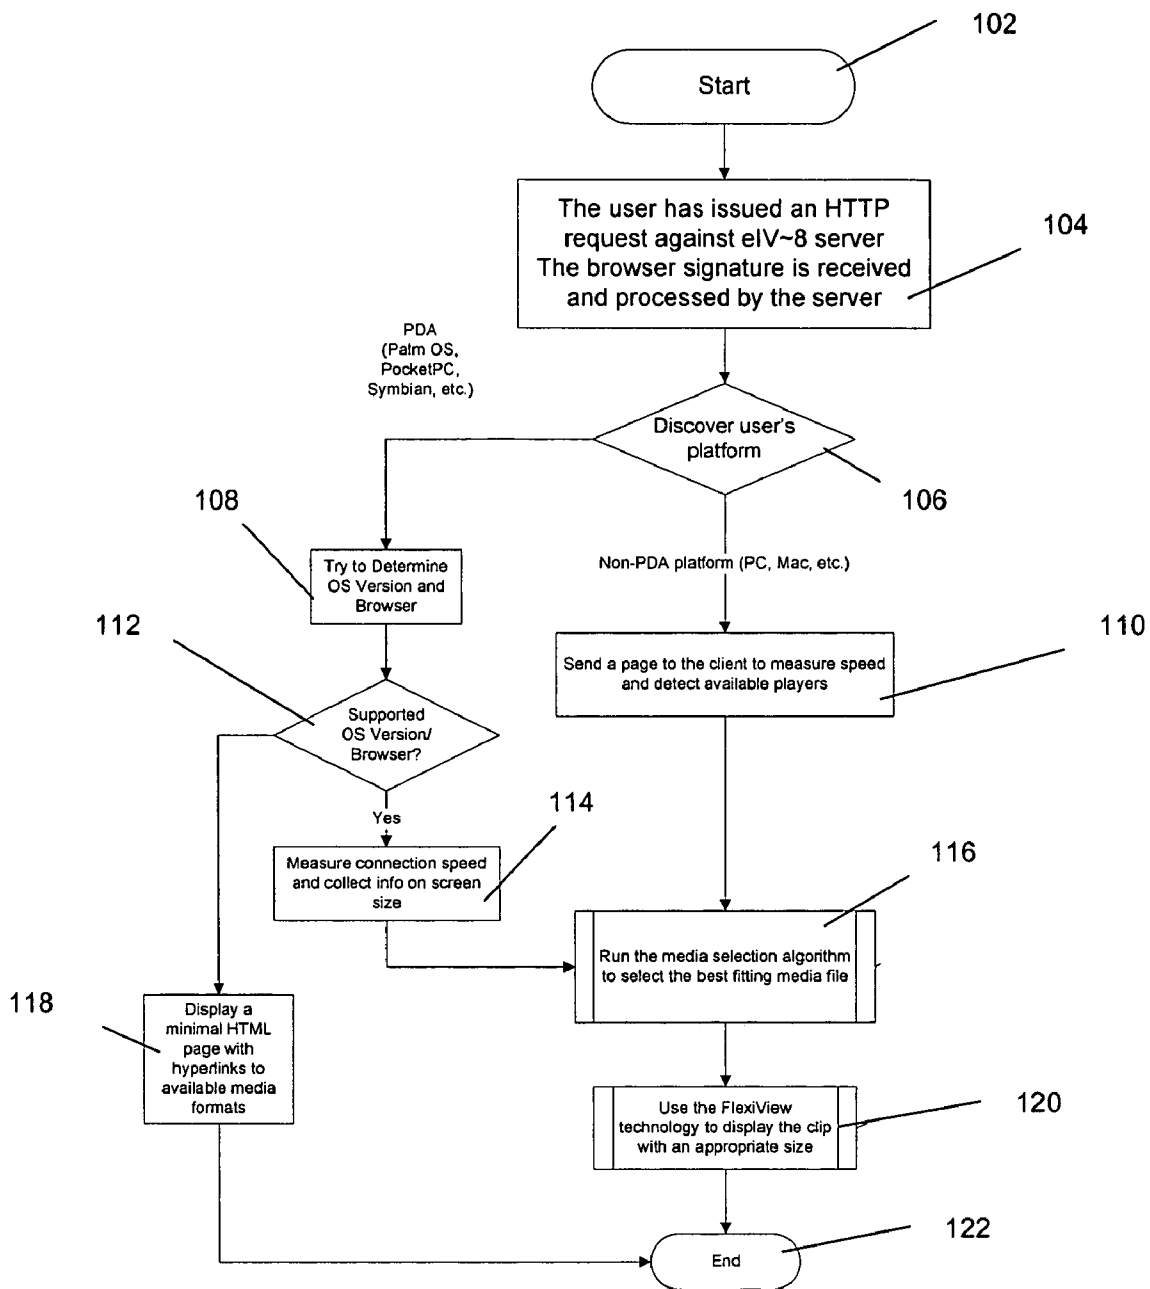 102
Start
The user has issued an HTTP
request against eIV~8 server
The browser signature is received
and processed by the server
104
PDA
(Palm OS,
PocketPC,
Symbian, etc.)
Discover user's
platform
106
108
Try to Determine
OS Version and
Browser
Non-PDA platform (PC, Mac, etc.)
112
110
Send a page to the client to measure speed
and detect available players
Supported
OS Version/
Browser?
Yes
114
Measure connection speed
and collect info on screen
size
116
Run the media selection algorithm
to select the best fitting media file
118
Display a
minimal HTML
page with
hyperlinks to
available media
formats
Use the FlexiView
technology to display the clip
with an appropriate size
120
End
122